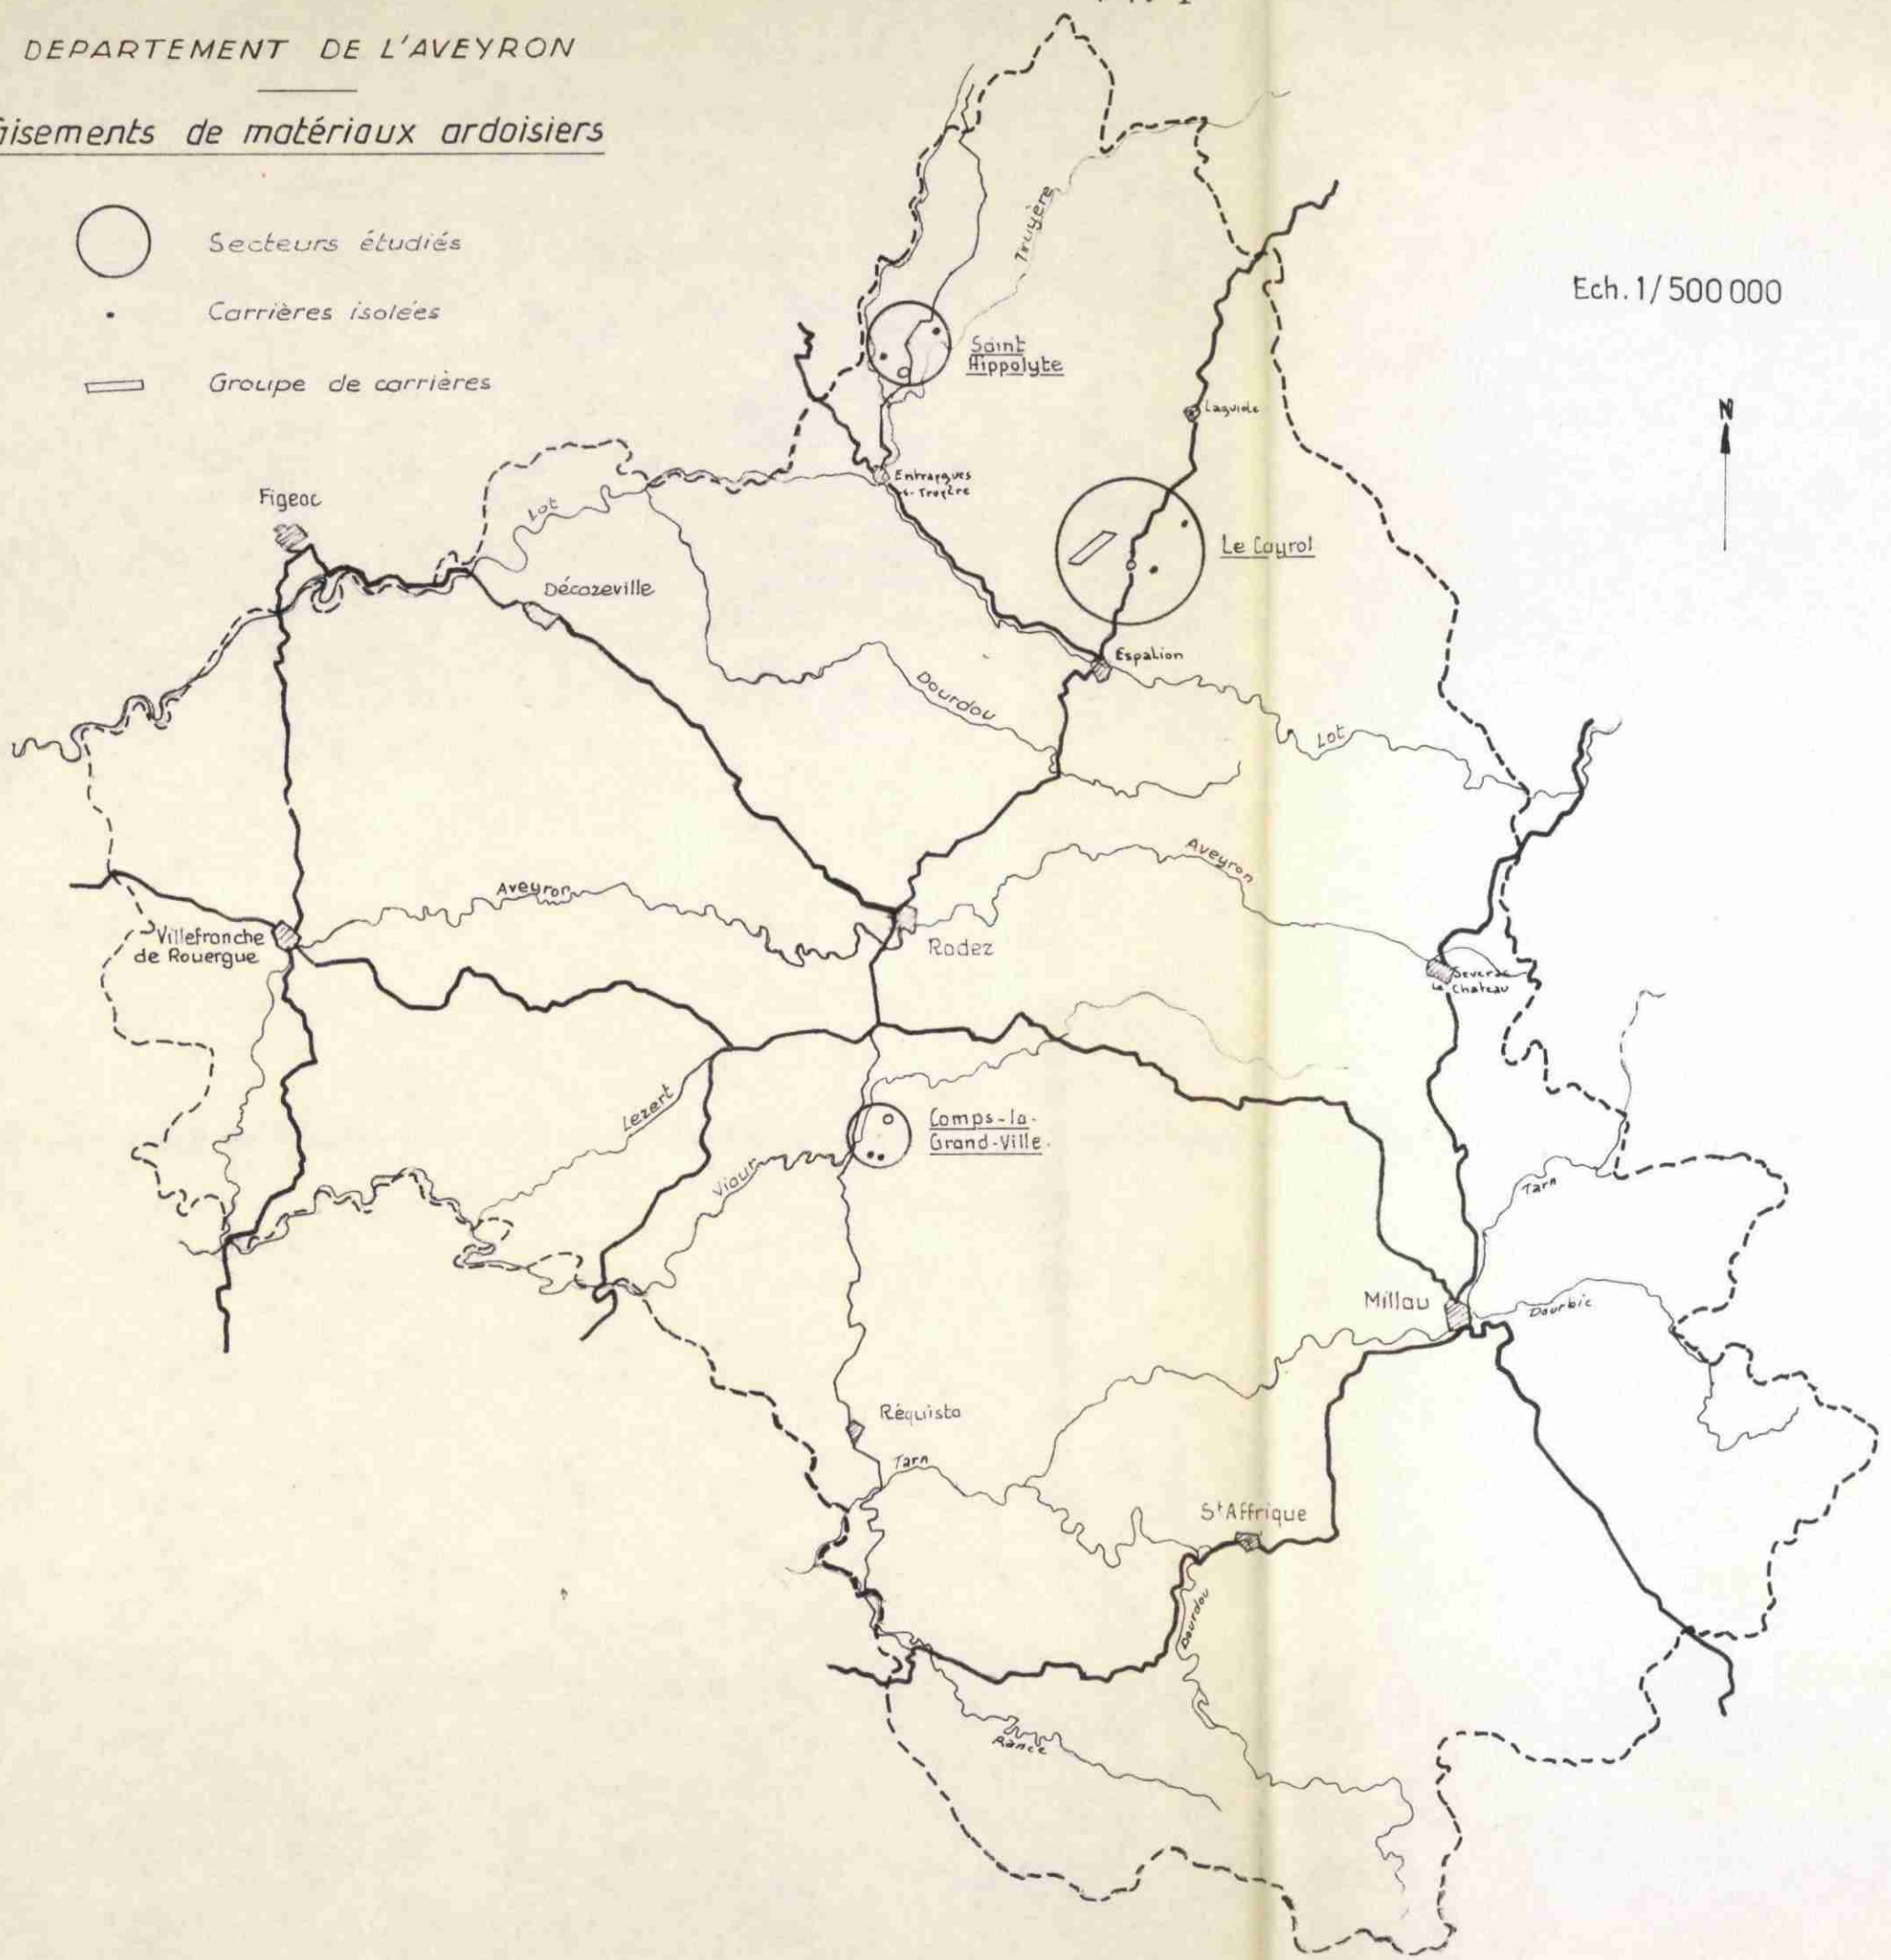 DEPARTEMENT DE L'AVEYRON
isements de matériaux ardoisiers
Secteurs étudiés
Carrières isolées
Groupe de carrières
Ech. 1/500 000
N
Truyère
Saint
Hippolyte
Laguiole
Entraygues
s. Truyère
Figeac
Lot
Le Cayrol
Décazeville
Espalion
Dourdou
Lot
Aveyron
Aveyron
Villefranche
de Rouergue
Rodez
Severac
Le Chateau
Lezert
Comps-la-
Grand-Ville
Viaur
Tarn
Millau
Dourbie
Réquista
Tarn
St Affrique
Dourdou
Rance